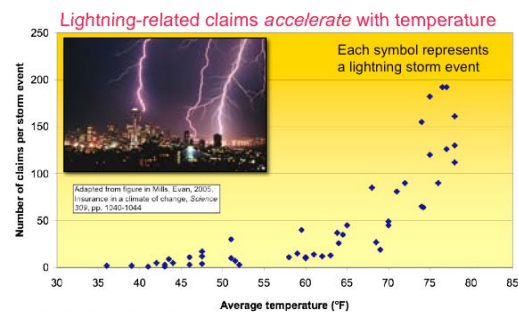 Lightning-related claims accelerate with temperature
Each symbol represents
a lightning storm event
Number of claims per storm event
250
200
150
100
50
0
Adapted from figure in Mills, Evan, 2005,
Insurance in a climate of change, Science
309, pp. 1040-1044
30 35 40 45 50 55 60 65 70 75 80 85
Average temperature (°F)